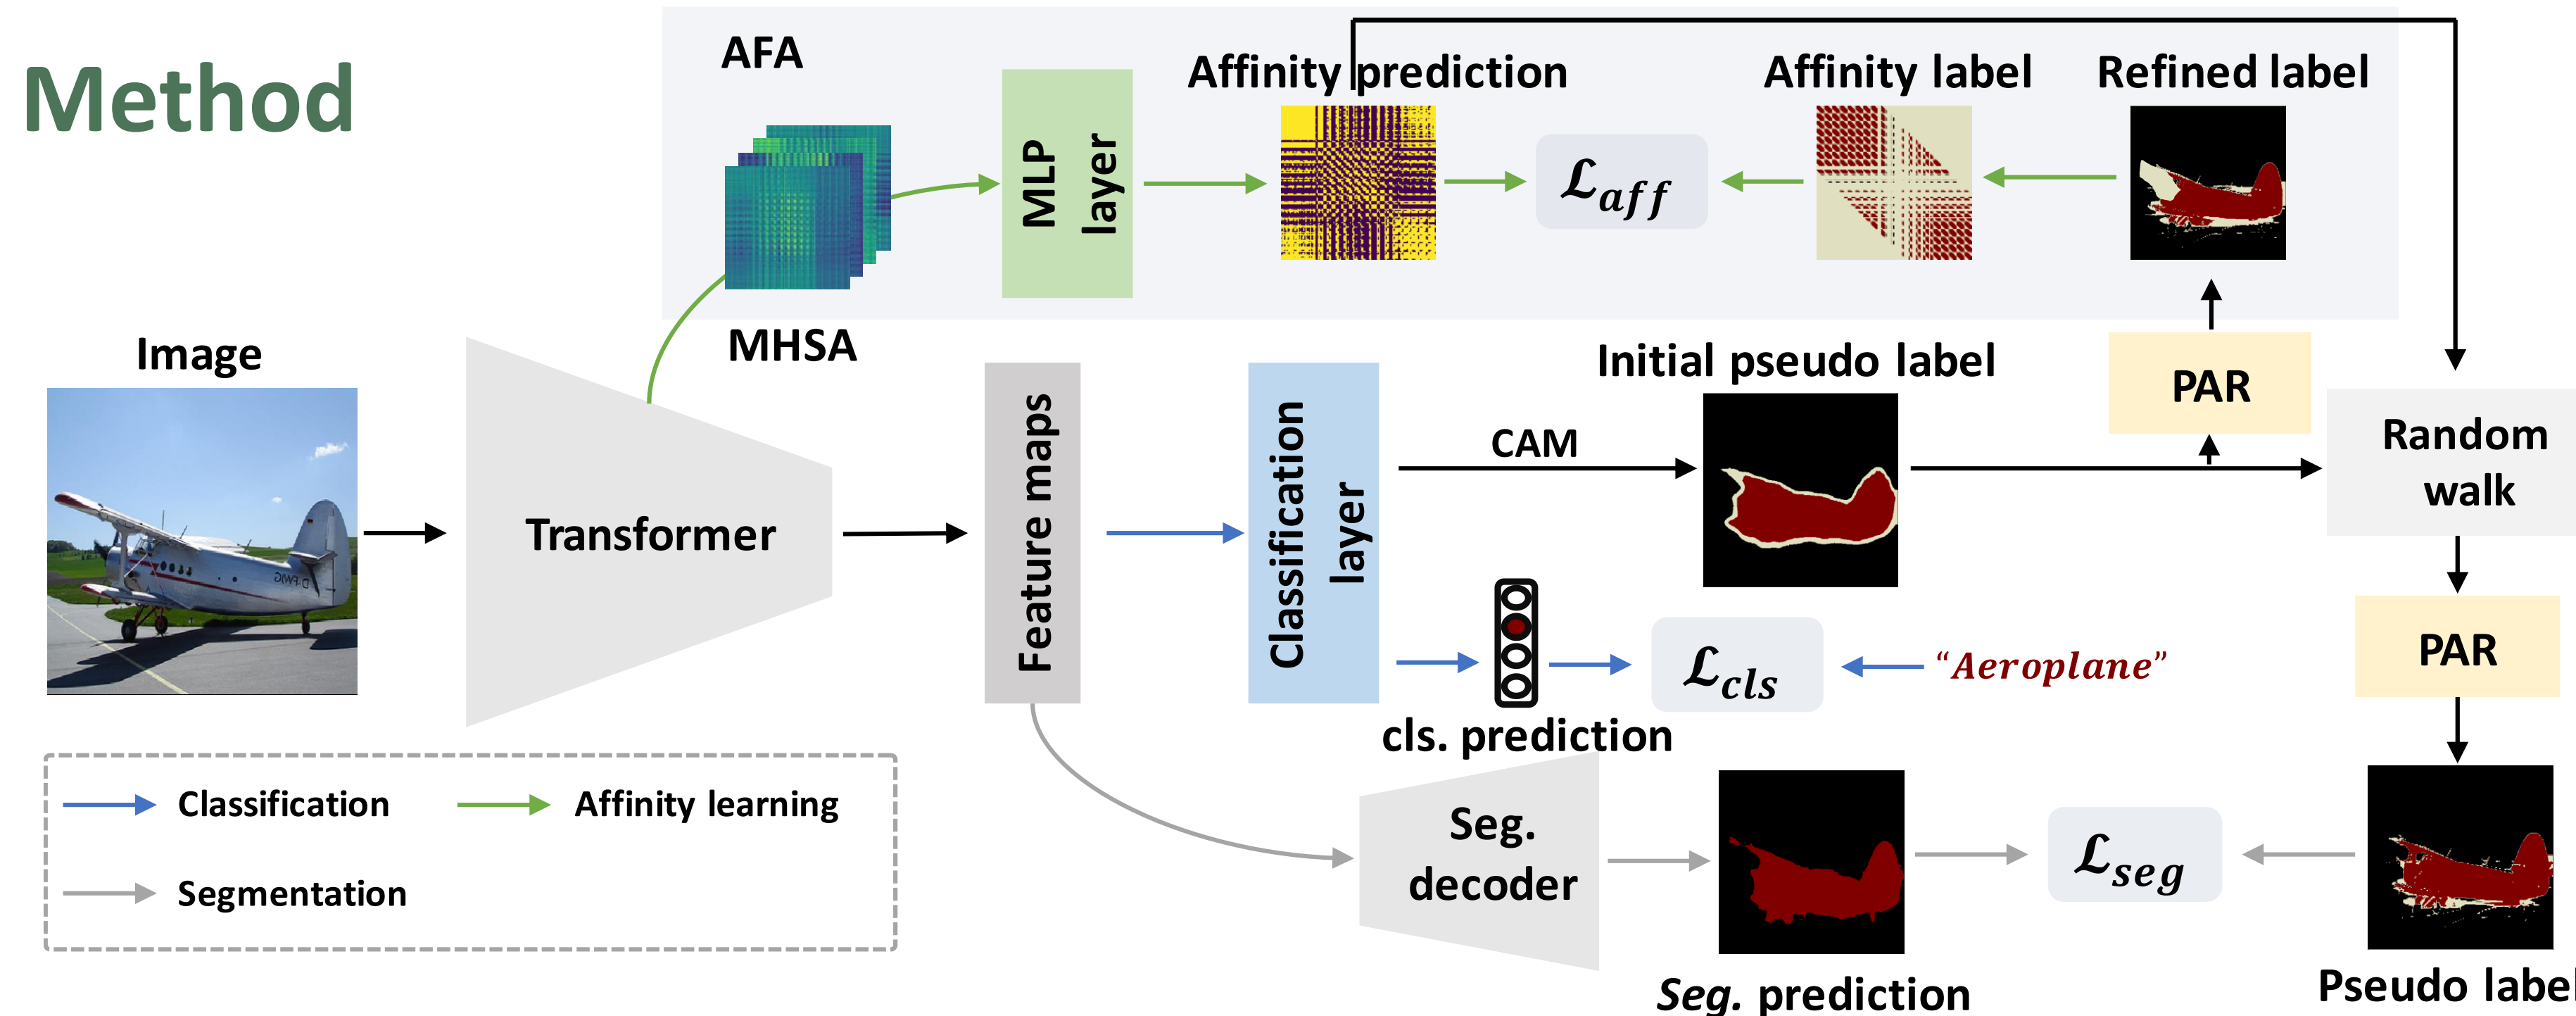 Method
AFA
MLP
layer
Affinity prediction
Affinity label
Refined label
ℒaff
MHSA
Image
Transformer
Feature maps
Classification
layer
CAM
Initial pseudo label
PAR
Random
walk
PAR
cls. prediction
ℒcls
“Aeroplane”
Classification
Affinity learning
Segmentation
Seg.
decoder
Seg. prediction
ℒseg
Pseudo label
D-FWJG